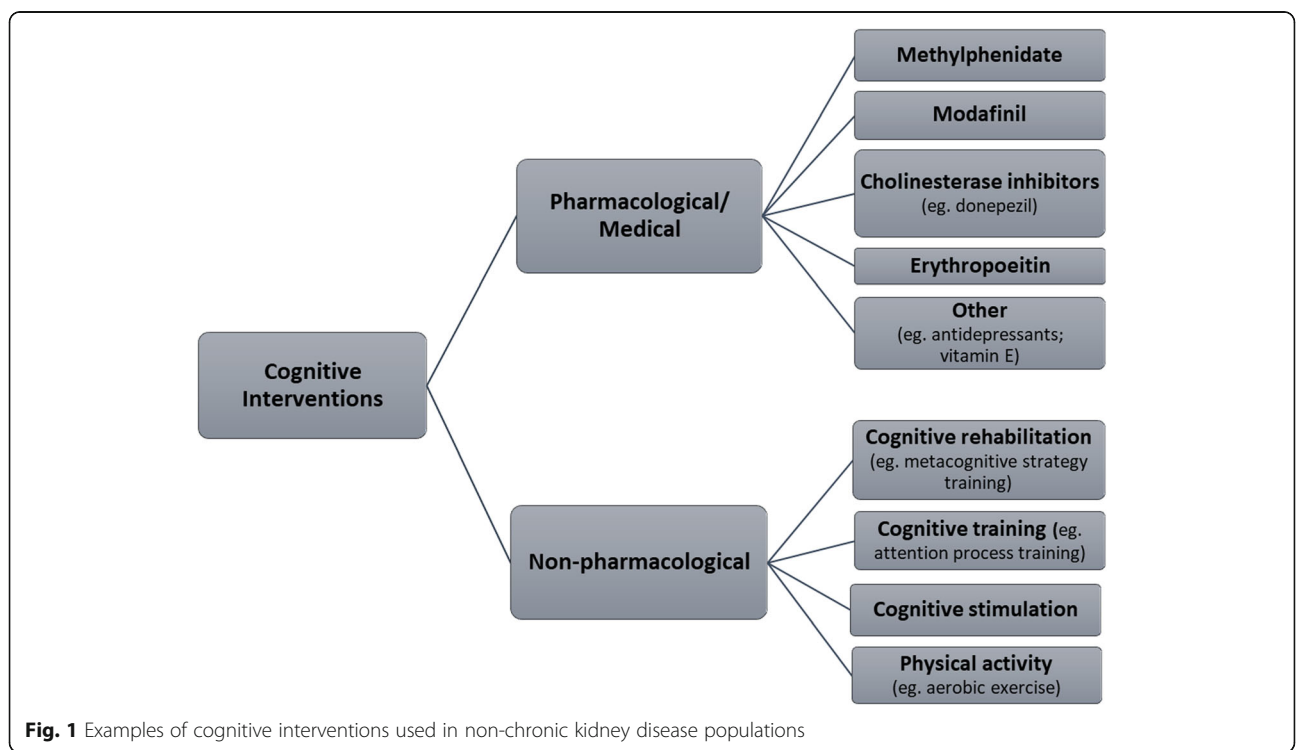 Methylphenidate
Modafinil
Cholinesterase inhibitors
(eg. donepezil)
Pharmacological/
Medical
Erythropoeitin
Other
(eg. antidepressants;
vitamin E)
Cognitive
Interventions
Cognitive rehabilitation
(eg. metacognitive strategy
training)
Cognitive training (eg.
attention process training)
Non-pharmacological
Cognitive stimulation
Physical activity
(eg. aerobic exercise)
Fig. 1 Examples of cognitive interventions used in non-chronic kidney disease populations